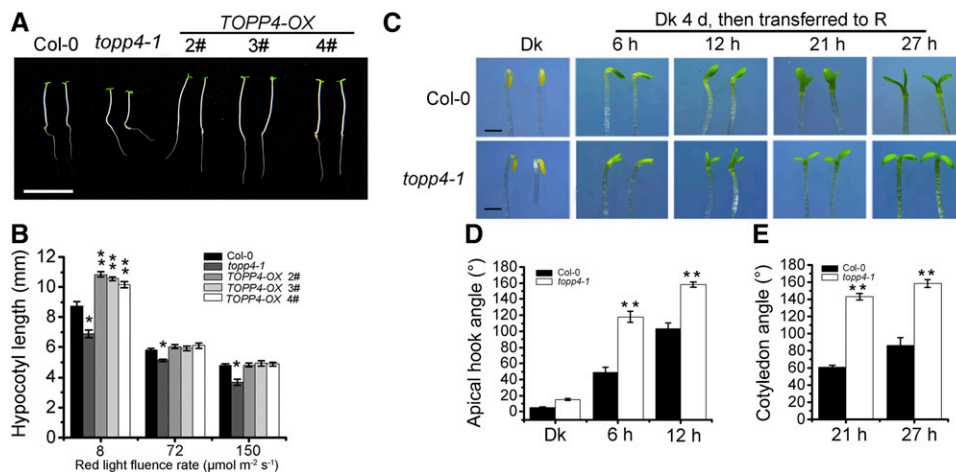 A
TOPP4-OX
Col-0 topp4-1 2# 3# 4#
B
Hypocotyl length (mm)
12
10
8
6
4
2
0
Col-0
topp4-1
TOPP4-OX 2#
TOPP4-OX 3#
TOPP4-OX 4#
* ** ** **
*
*
8 72 150
Red light fluence rate (μmol m⁻² s⁻¹)
C
Dk 4 d, then transferred to R
Dk 6 h 12 h 21 h 27 h
Col-0
topp4-1
D
Apical hook angle (°)
180
160
140
120
100
80
60
40
20
0
Col-0
topp4-1
**
**
Dk 6 h 12 h
E
Cotyledon angle (°)
180
160
140
120
100
80
60
40
20
0
Col-0
topp4-1
**
**
21 h 27 h